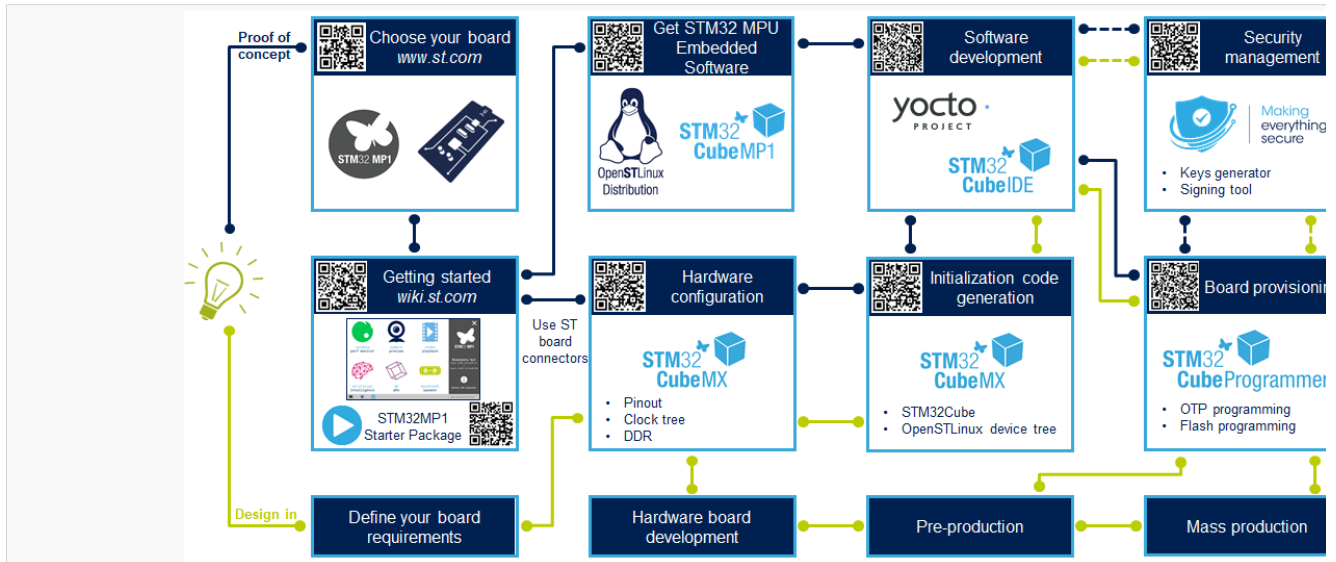 Proof of
concept
Choose your board
www.st.com
STM32 MP1
Get STM32 MPU
Embedded
Software
OpenSTLinux
Distribution
STM32
CubeMP1
Software
development
yocto
PROJECT
STM32
CubeIDE
Security
management
Making
everything
secure
• Keys generator
• Signing tool
Getting started
wiki.st.com
STM32 MP1
STM32MP1
Starter Package
Use ST
board
connectors
Hardware
configuration
STM32
CubeMX
• Pinout
• Clock tree
• DDR
Initialization code
generation
STM32
CubeMX
• STM32Cube
• OpenSTLinux device tree
Board provisionin
STM32
CubeProgrammer
• OTP programming
• Flash programming
Design in
Define your board
requirements
Hardware board
development
Pre-production
Mass production